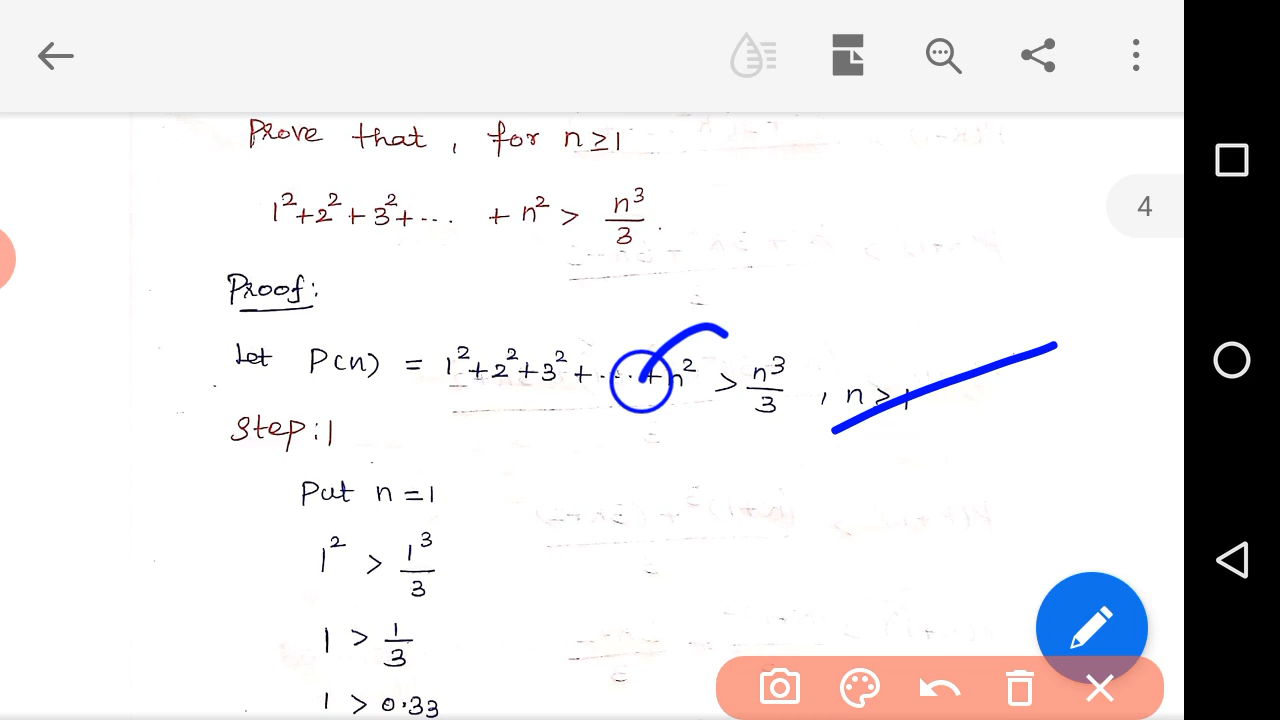 4
Prove that, for n ≥ 1
1² + 2² + 3² + ... + n² > n³/3.
Proof:
Let P(n) = 1² + 2² + 3² + ... + n² > n³/3 , n ≥ 1
Step:1
Put n = 1
1² > 1³/3
1 > 1/3
1 > 0.33